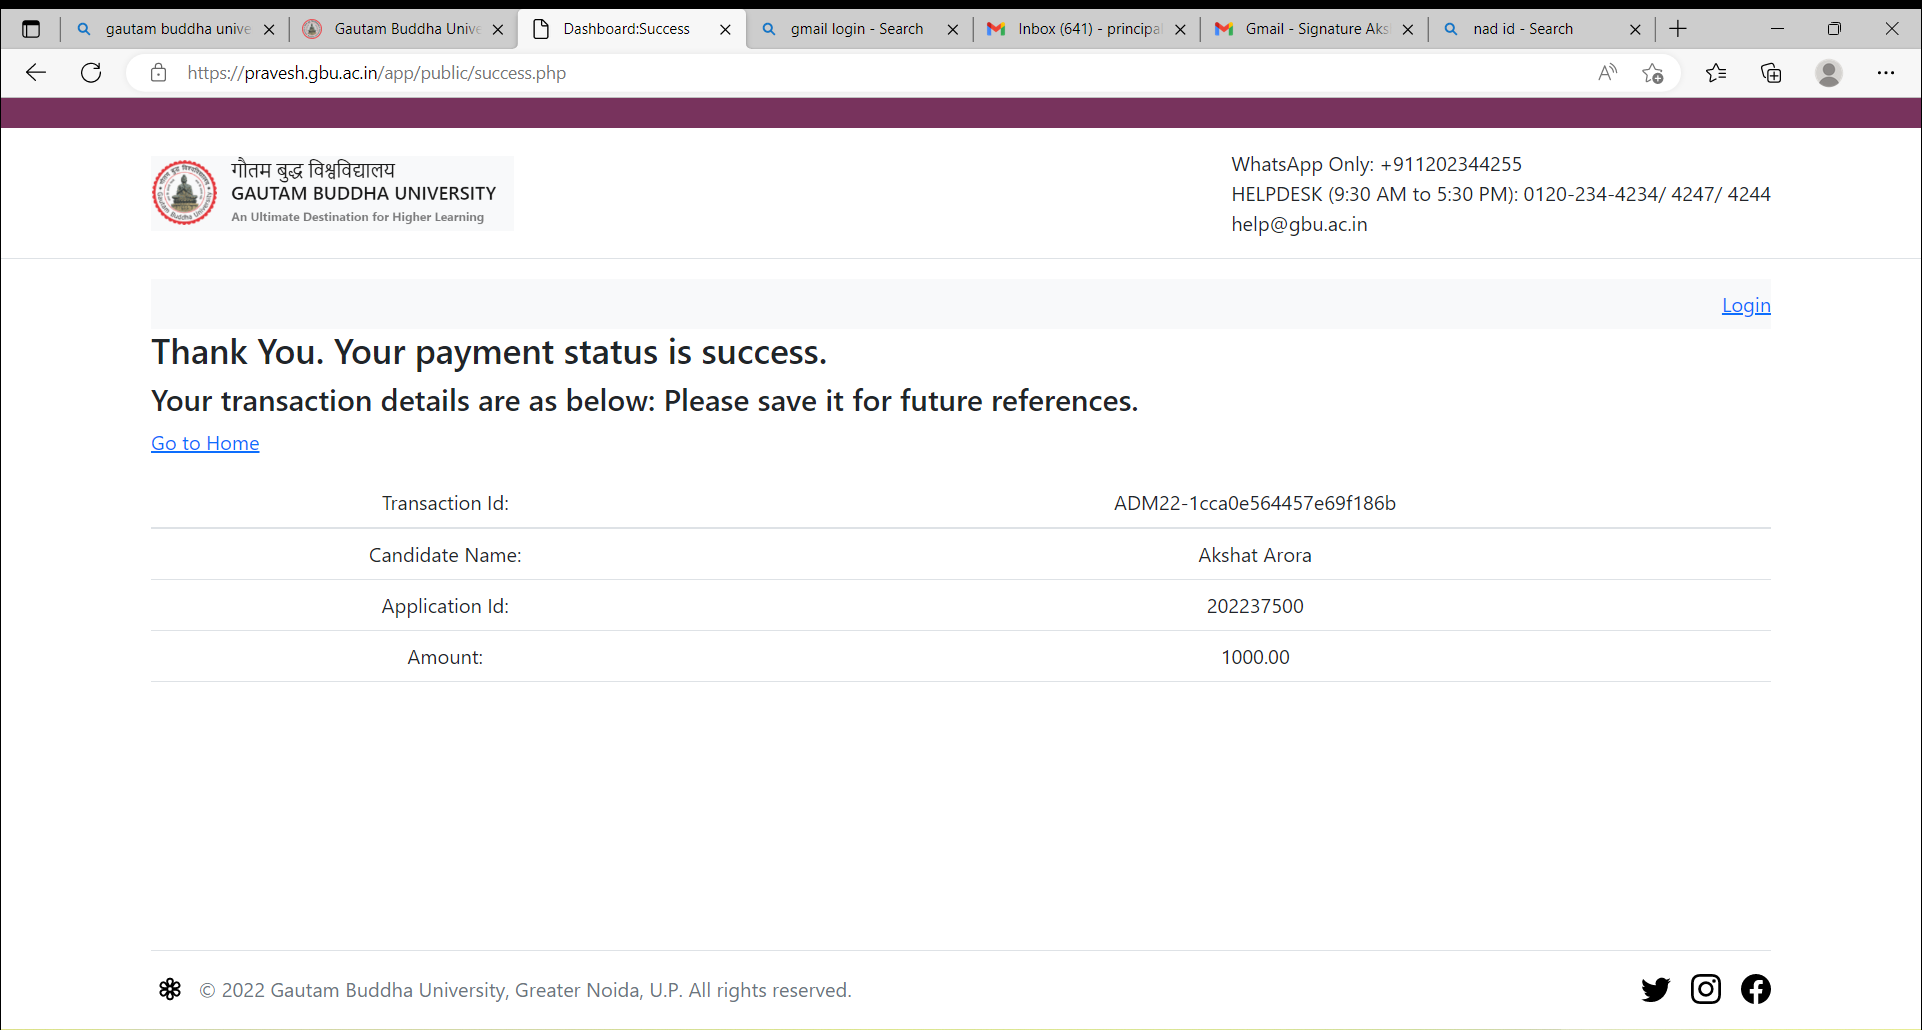 gautam buddha unive
Gautam Buddha Unive
Dashboard:Success
gmail login - Search
Inbox (641) - principal
Gmail - Signature Aks
nad id - Search
https://pravesh.gbu.ac.in/app/public/success.php
गौतम बुद्ध विश्वविद्यालय
GAUTAM BUDDHA UNIVERSITY
An Ultimate Destination for Higher Learning
WhatsApp Only: +911202344255
HELPDESK (9:30 AM to 5:30 PM): 0120-234-4234/ 4247/ 4244
help@gbu.ac.in
Login
Thank You. Your payment status is success.
Your transaction details are as below: Please save it for future references.
Go to Home
Transaction Id: ADM22-1cca0e564457e69f186b
Candidate Name: Akshat Arora
Application Id: 202237500
Amount: 1000.00
© 2022 Gautam Buddha University, Greater Noida, U.P. All rights reserved.